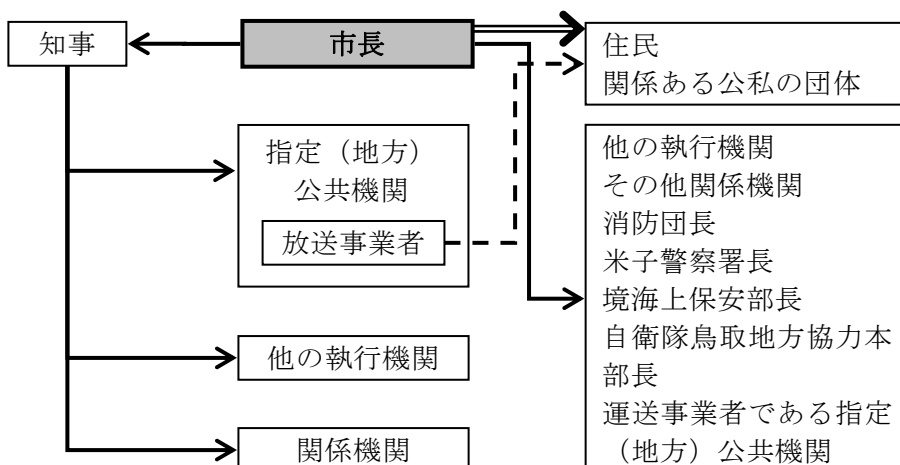 知事
市長
住民
関係ある公私の団体
指定（地方）
公共機関
放送事業者
他の執行機関
関係機関
他の執行機関
その他関係機関
消防団長
米子警察署長
境海上保安部長
自衛隊鳥取地方協力本
部長
運送事業者である指定
（地方）公共機関